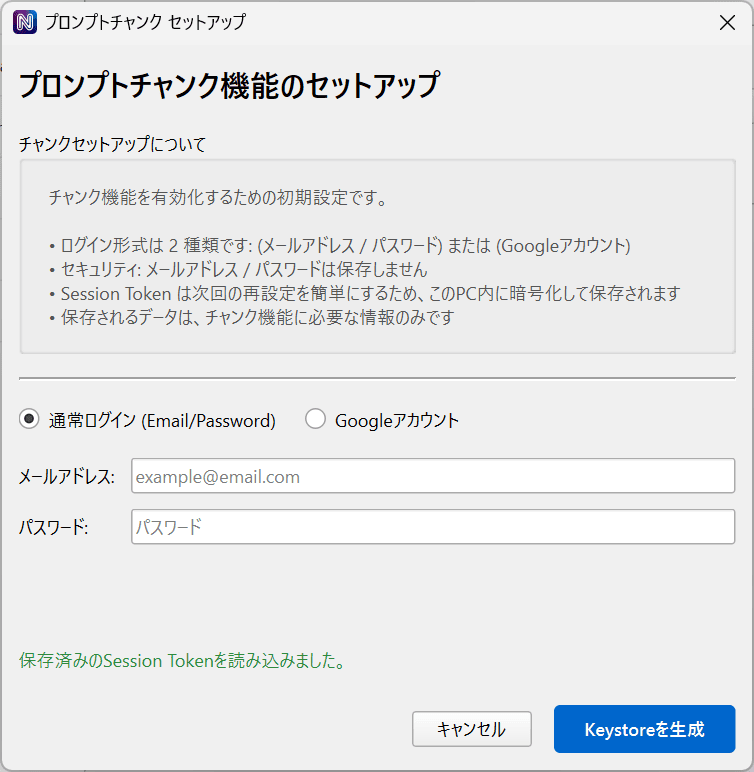 プロンプトチャンク セットアップ
プロンプトチャンク機能のセットアップ
チャンクセットアップについて
チャンク機能を有効化するための初期設定です。
• ログイン形式は 2 種類です: (メールアドレス / パスワード) または (Googleアカウント)
• セキュリティ: メールアドレス / パスワードは保存しません
• Session Token は次回の再設定を簡単にするため、このPC内に暗号化して保存されます
• 保存されるデータは、チャンク機能に必要な情報のみです
通常ログイン (Email/Password) Googleアカウント
メールアドレス: example@email.com
パスワード: パスワード
保存済みのSession Tokenを読み込みました。
キャンセル Keystoreを生成